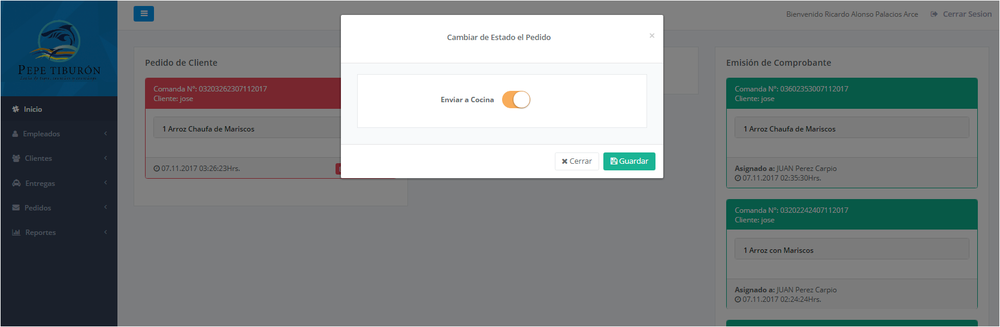 PEPE TIBURÓN
Inicio
Empleados
Clientes
Entregas
Pedidos
Reportes
Bienvenido Ricardo Alonso Palacios Arce
Cerrar Sesion
Pedido de Cliente
Comanda N°: 03203262307112017
Cliente: jose
1 Arroz Chaufa de Mariscos
07.11.2017 03:26:23Hrs.
Cambiar de Estado el Pedido
×
Enviar a Cocina
Cerrar
Guardar
Emisión de Comprobante
Comanda N°: 03602353007112017
Cliente: jose
1 Arroz Chaufa de Mariscos
Asignado a: JUAN Perez Carpio
07.11.2017 02:35:30Hrs.
Comanda N°: 03202242407112017
Cliente: jose
1 Arroz con Mariscos
Asignado a: JUAN Perez Carpio
07.11.2017 02:24:24Hrs.